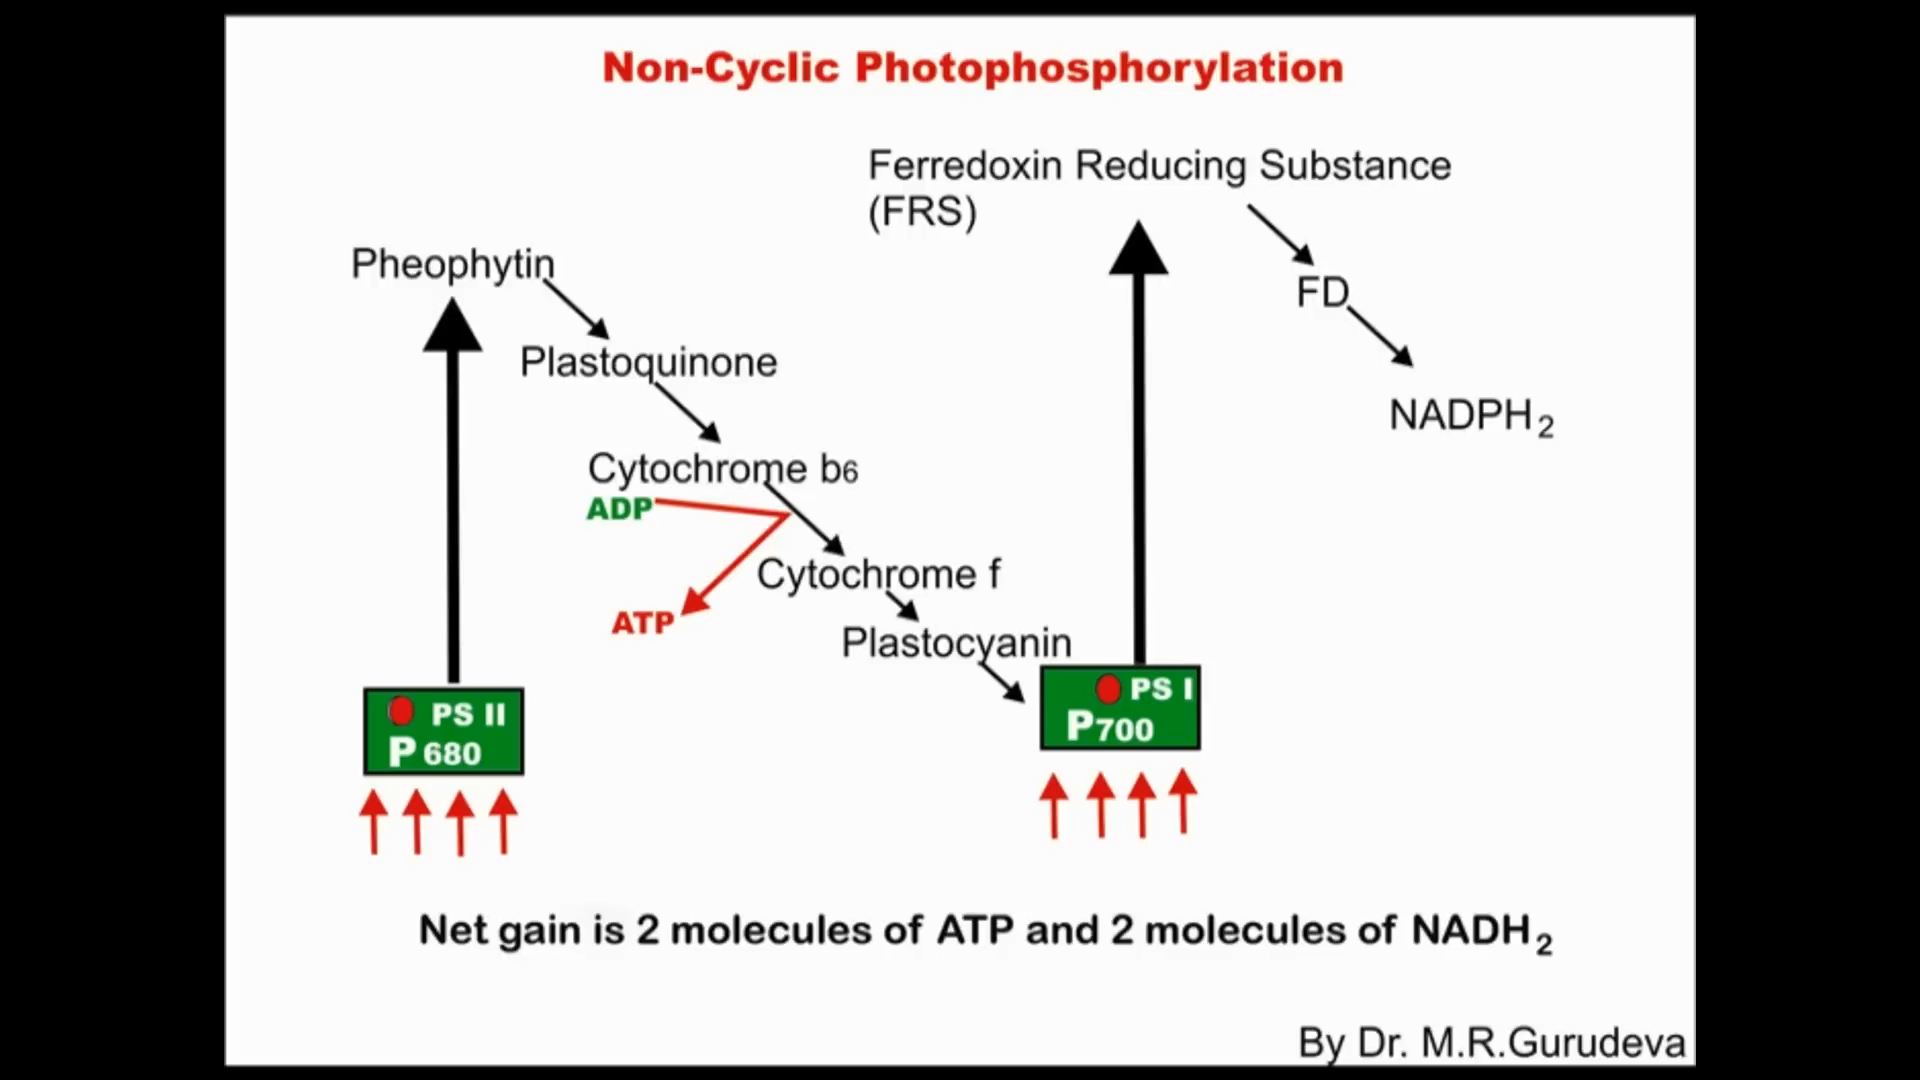 Non-Cyclic Photophosphorylation
Ferredoxin Reducing Substance
(FRS)
Pheophytin
FD
Plastoquinone
NADPH2
Cytochrome b6
ADP
Cytochrome f
ATP
Plastocyanin
PS II
P 680
PS I
P700
Net gain is 2 molecules of ATP and 2 molecules of NADH2
By Dr. M.R.Gurudeva